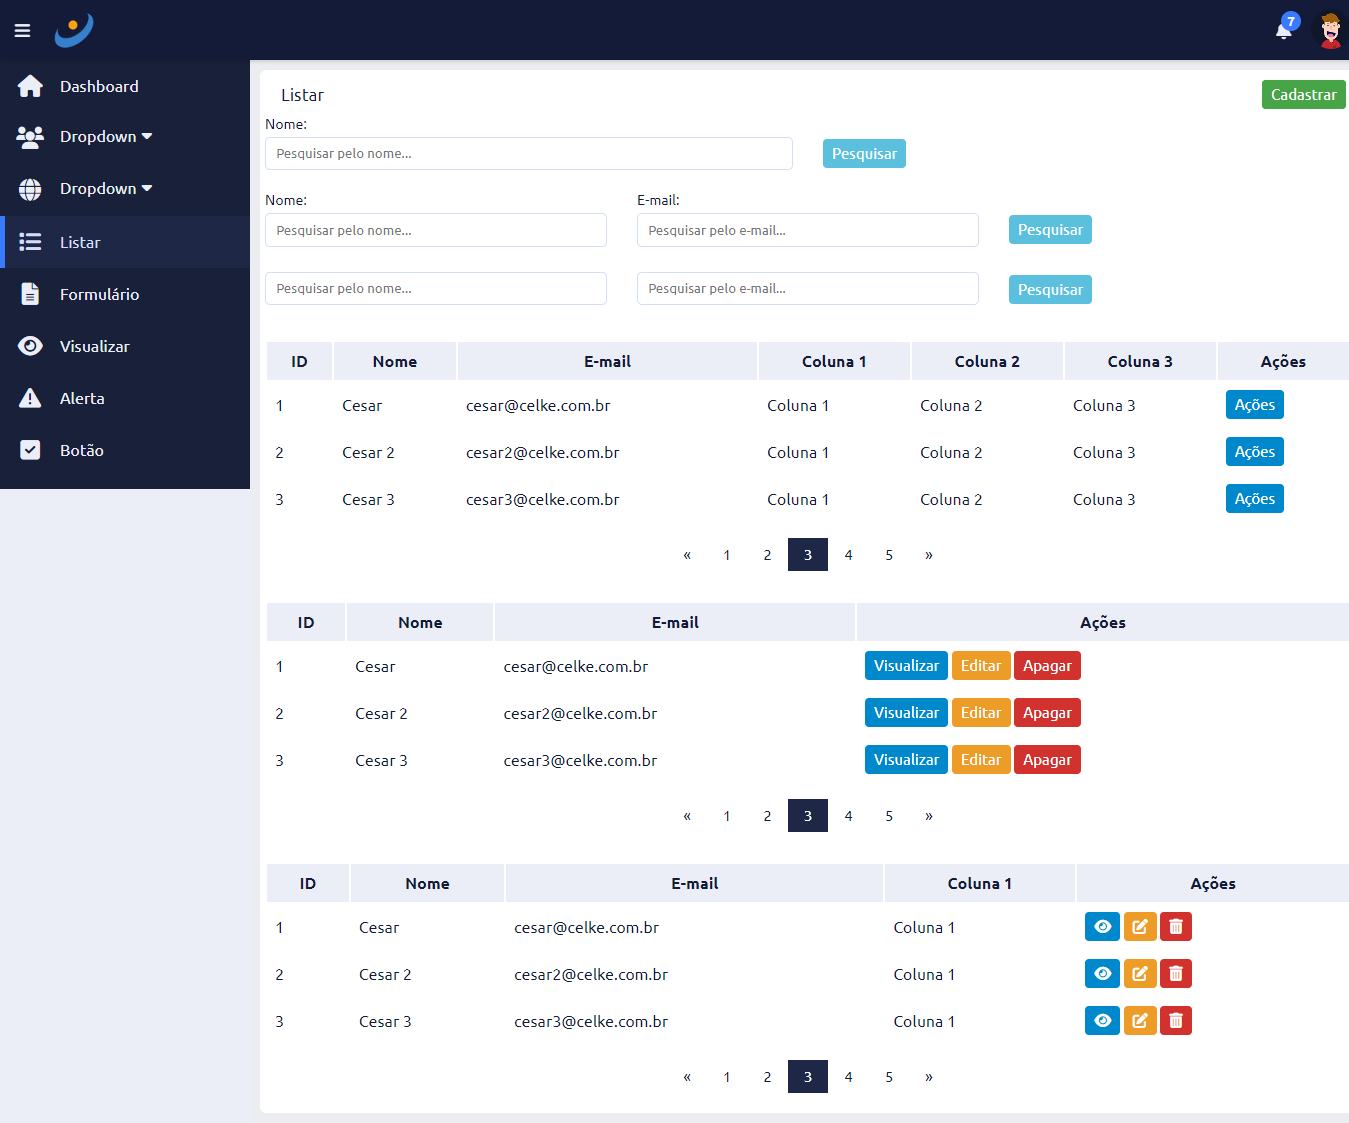 7
Dashboard
Dropdown
Dropdown
Listar
Formulário
Visualizar
Alerta
Botão
Listar
Cadastrar
Nome:
Pesquisar pelo nome... Pesquisar
Nome: E-mail:
Pesquisar pelo nome... Pesquisar pelo e-mail... Pesquisar
Pesquisar pelo nome... Pesquisar pelo e-mail... Pesquisar
ID Nome E-mail Coluna 1 Coluna 2 Coluna 3 Ações
1 Cesar cesar@celke.com.br Coluna 1 Coluna 2 Coluna 3 Ações
2 Cesar 2 cesar2@celke.com.br Coluna 1 Coluna 2 Coluna 3 Ações
3 Cesar 3 cesar3@celke.com.br Coluna 1 Coluna 2 Coluna 3 Ações
« 1 2 3 4 5 »
ID Nome E-mail Ações
1 Cesar cesar@celke.com.br Visualizar Editar Apagar
2 Cesar 2 cesar2@celke.com.br Visualizar Editar Apagar
3 Cesar 3 cesar3@celke.com.br Visualizar Editar Apagar
« 1 2 3 4 5 »
ID Nome E-mail Coluna 1 Ações
1 Cesar cesar@celke.com.br Coluna 1
2 Cesar 2 cesar2@celke.com.br Coluna 1
3 Cesar 3 cesar3@celke.com.br Coluna 1
« 1 2 3 4 5 »